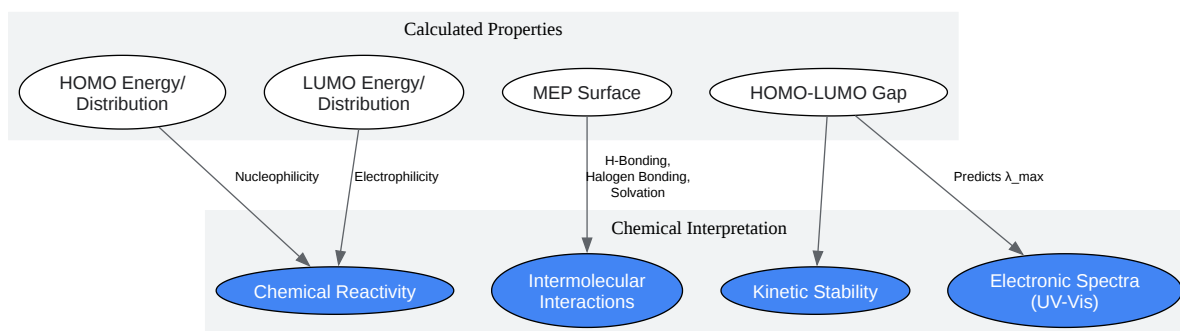 Calculated Properties
HOMO Energy/
Distribution
LUMO Energy/
Distribution
MEP Surface
HOMO-LUMO Gap
Nucleophilicity
Electrophilicity
H-Bonding,
Halogen Bonding,
Solvation
Predicts λ_max
Chemical Interpretation
Chemical Reactivity
Intermolecular
Interactions
Kinetic Stability
Electronic Spectra
(UV-Vis)